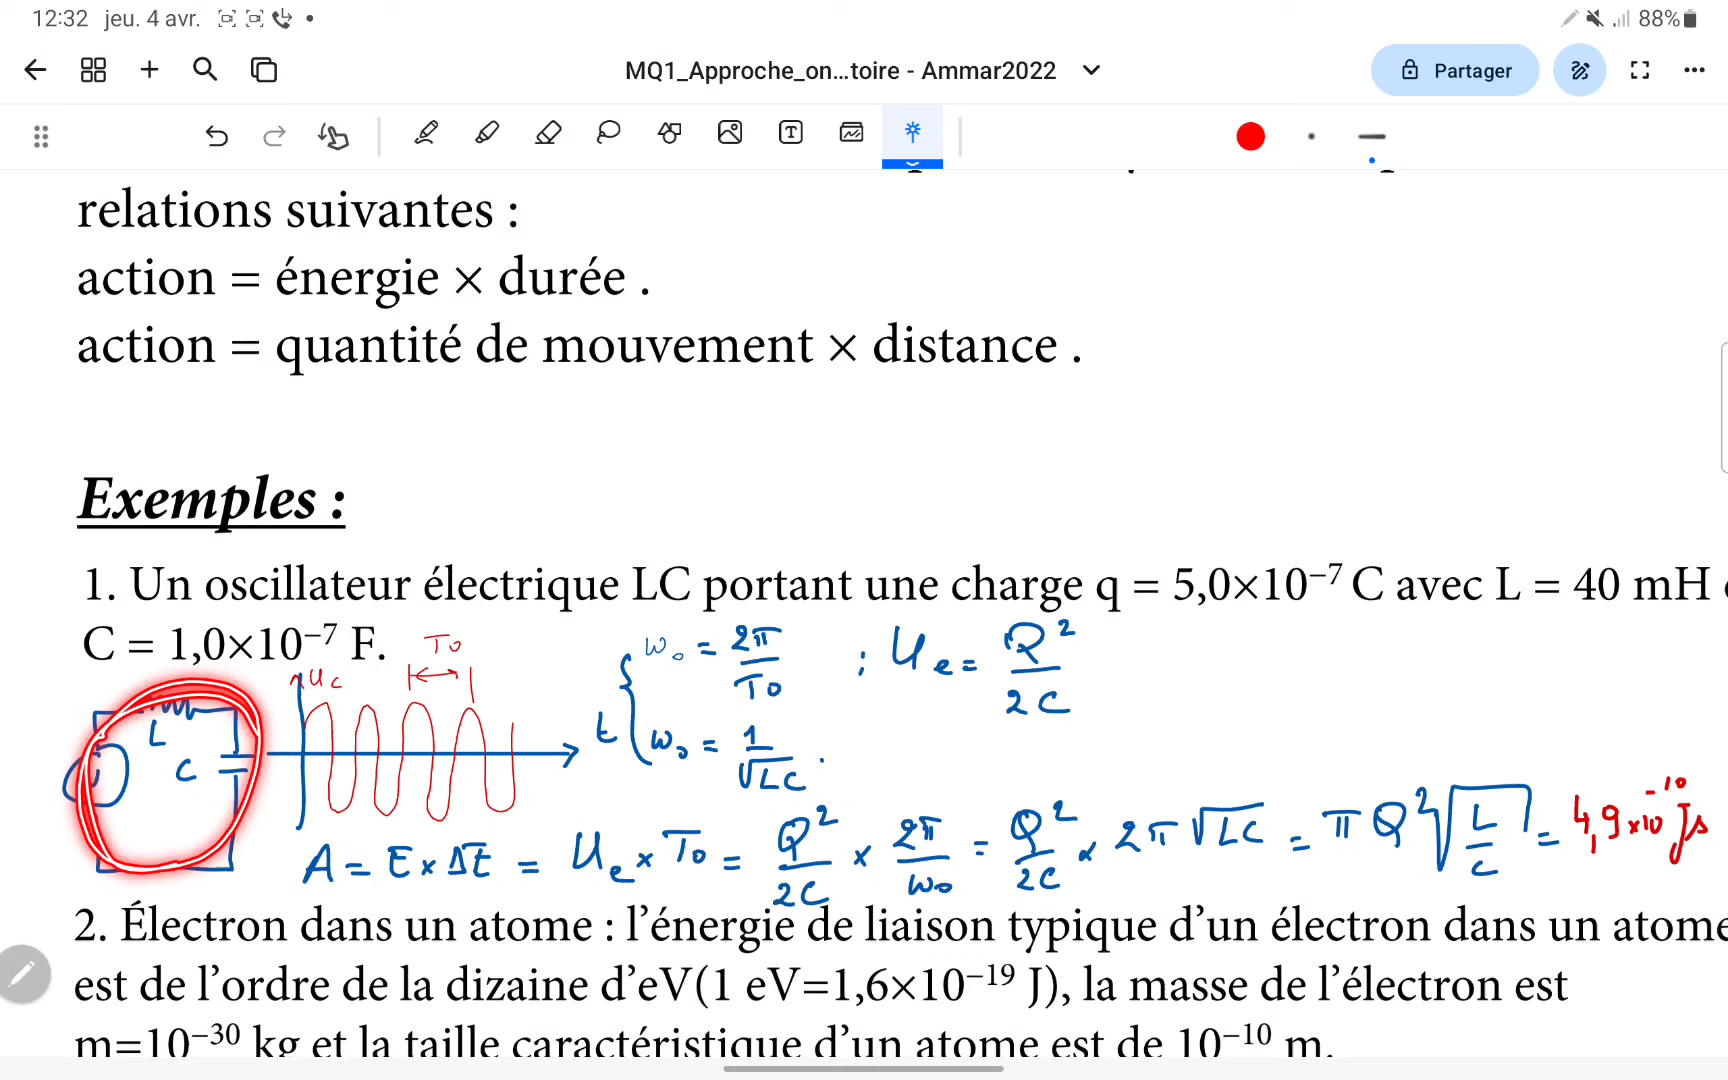 12:32 jeu. 4 avr. 88%
MQ1_Approche_on...toire - Ammar2022
Partager
relations suivantes :
action = énergie × durée .
action = quantité de mouvement × distance .
Exemples :
1. Un oscillateur électrique LC portant une charge q = 5,0×10⁻⁷ C avec L = 40 mH
C = 1,0×10⁻⁷ F.
T₀
u_c
L
C
t
ω₀ = 2π/T₀ ; U_e = Q²/2C
ω₀ = 1/√LC .
A = E × Δt = U_e × T₀ = Q²/2C × 2π/ω₀ = Q²/2C × 2π √LC = π Q² √L/C = 4,9×10⁻¹⁰ Js
2. Électron dans un atome : l’énergie de liaison typique d’un électron dans un atome
est de l’ordre de la dizaine d’eV(1 eV=1,6×10⁻¹⁹ J), la masse de l’électron est
m=10⁻³⁰ kg et la taille caractéristique d’un atome est de 10⁻¹⁰ m.